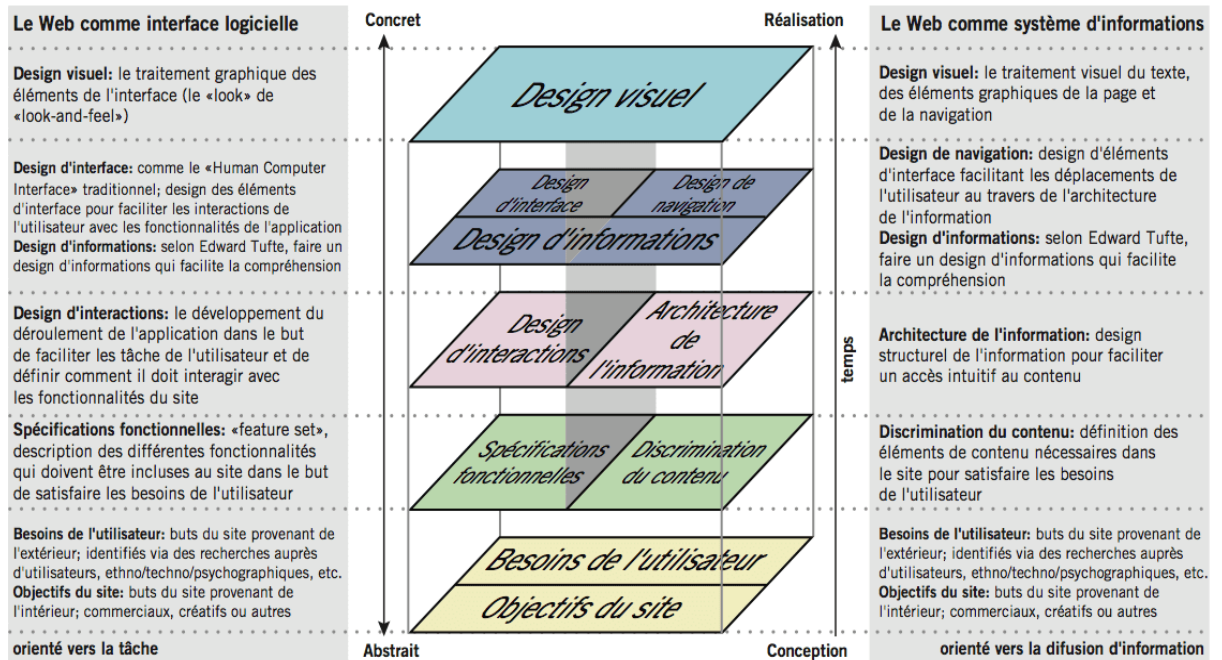 Le Web comme interface logicielle
Design visuel: le traitement graphique des
éléments de l'interface (le «look» de
«look-and-feel»)
Design d'interface: comme le «Human Computer
Interface» traditionnel; design des éléments
d'interface pour faciliter les interactions de
l'utilisateur avec les fonctionnalités de l'application
Design d'informations: selon Edward Tufte, faire un
design d'informations qui facilite la compréhension
Design d'interactions: le développement du
déroulement de l'application dans le but
de faciliter les tâche de l'utilisateur et de
définir comment il doit interagir avec
les fonctionnalités du site
Spécifications fonctionnelles: «feature set»,
description des différentes fonctionnalités
qui doivent être incluses au site dans le but
de satisfaire les besoins de l'utilisateur
Besoins de l'utilisateur: buts du site provenant de
l'extérieur; identifiés via des recherches auprès
d'utilisateurs, ethno/techno/psychographiques, etc.
Objectifs du site: buts du site provenant de
l'intérieur; commerciaux, créatifs ou autres
orienté vers la tâche
Concret
Réalisation
Design visuel
Design
d'interface
Design de
navigation
Design d'informations
Design
d'interactions
Architecture
de
l'information
Spécifications
fonctionnelles
Discrimination
du contenu
Besoins de l'utilisateur
Objectifs du site
temps
Abstrait
Conception
Le Web comme système d'informations
Design visuel: le traitement visuel du texte,
des éléments graphiques de la page et
de la navigation
Design de navigation: design d'éléments
d'interface facilitant les déplacements de
l'utilisateur au travers de l'architecture
de l'information
Design d'informations: selon Edward Tufte,
faire un design d'informations qui facilite
la compréhension
Architecture de l'information: design
structurel de l'information pour faciliter
un accès intuitif au contenu
Discrimination du contenu: définition des
éléments de contenu nécessaires dans
le site pour satisfaire les besoins
de l'utilisateur
Besoins de l'utilisateur: buts du site provenant de
l'extérieur; identifiés via des recherches auprès
d'utilisateurs, ethno/techno/psychographiques, etc.
Objectifs du site: buts du site provenant de
l'intérieur; commerciaux, créatifs ou autres
orienté vers la difusion d'information